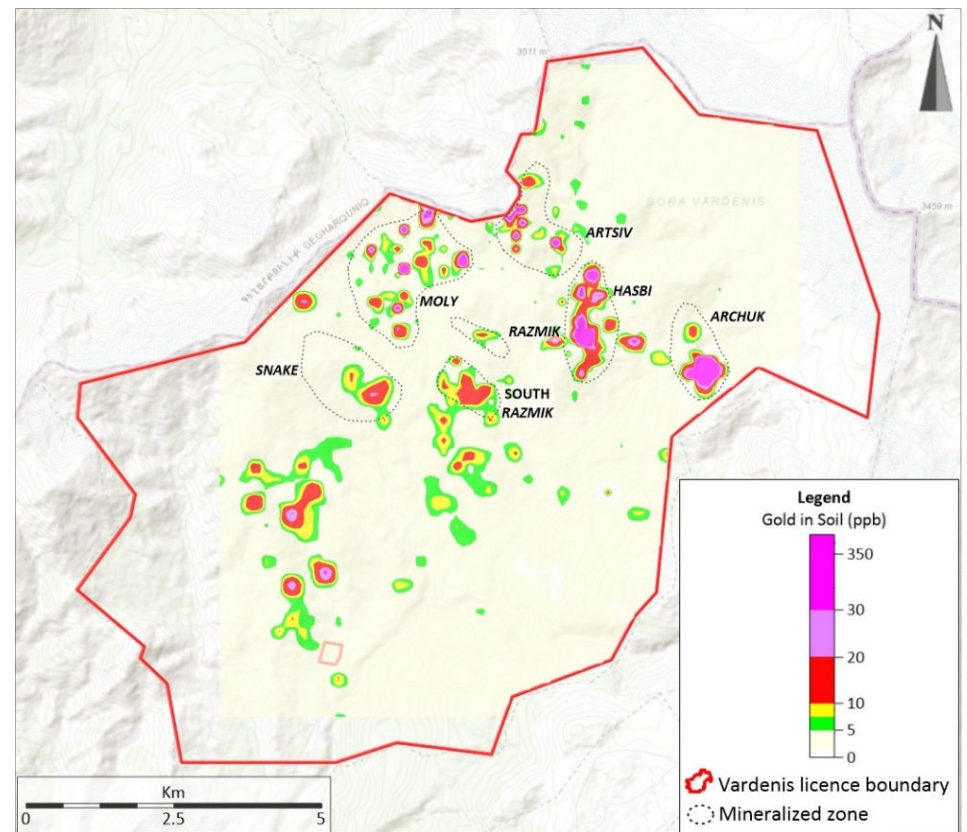 3511 m
N
GORA VARDENIS
3459 m
ARTSIV
HASBI
MOLY
ARCHUK
RAZMIK
SNAKE
SOUTH
RAZMIK
Legend
Gold in Soil (ppb)
350
30
20
10
5
0
Vardenis licence boundary
Mineralized zone
Km
0
2.5
5